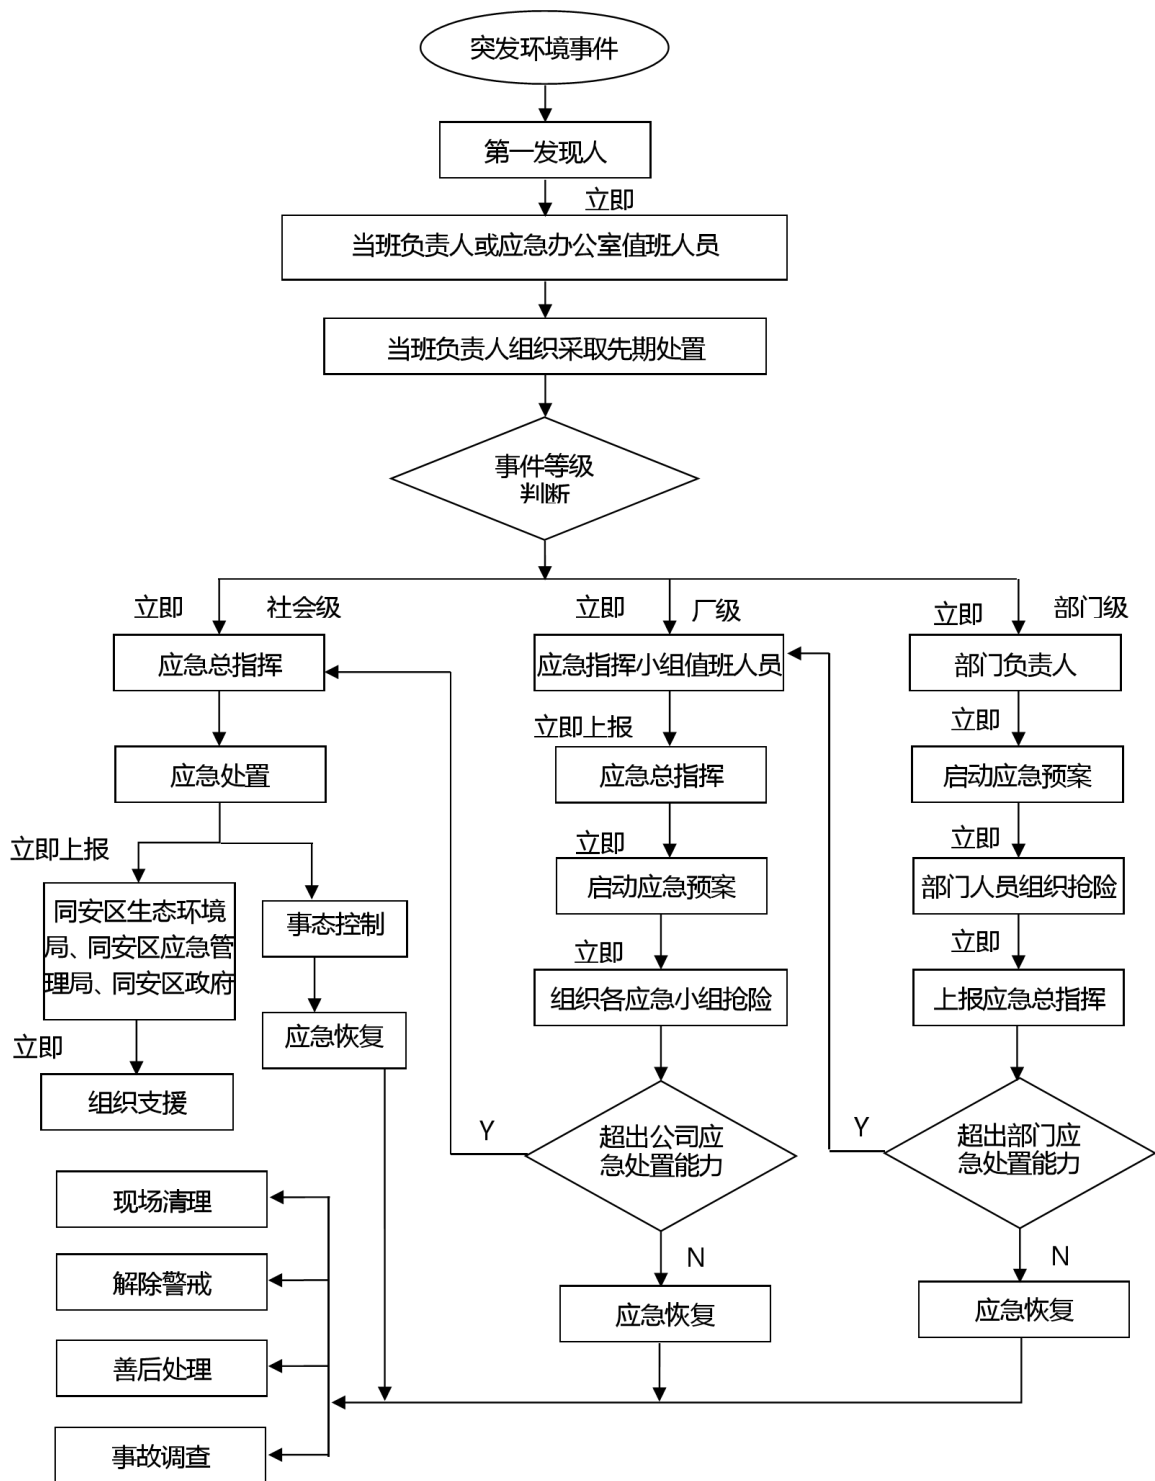 突发环境事件
第一发现人
立即
当班负责人或应急办公室值班人员
当班负责人组织采取先期处置
事件等级
判断
立即
社会级
立即
厂级
立即
部门级
应急总指挥
应急指挥小组值班人员
部门负责人
立即上报
立即
应急处置
应急总指挥
启动应急预案
立即上报
立即
立即
同安区生态环境
局、同安区应急管
理局、同安区政府
事态控制
启动应急预案
部门人员组织抢险
立即
立即
组织各应急小组抢险
上报应急总指挥
立即
应急恢复
组织支援
Y
超出公司应
急处置能力
Y
超出部门应
急处置能力
现场清理
N
N
解除警戒
应急恢复
应急恢复
善后处理
事故调查